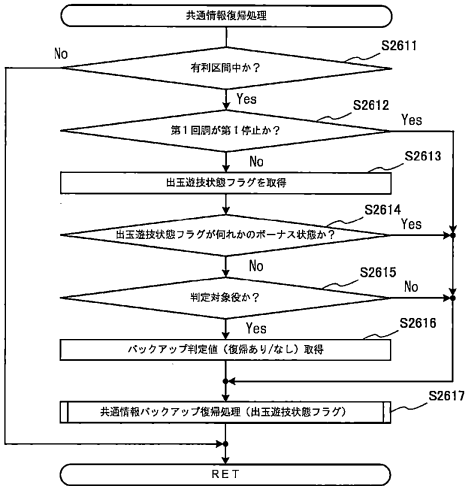 共通情報復帰処理
S2611
No
有利区間中か?
Yes
S2612
第1回胴が第1停止か?
Yes
No
S2613
出玉遊技状態フラグを取得
S2614
出玉遊技状態フラグが何れかのボーナス状態か?
Yes
No
S2615
判定対象役か?
No
Yes
S2616
バックアップ判定値(復帰あり/なし)取得
S2617
共通情報バックアップ復帰処理(出玉遊技状態フラグ)
RET